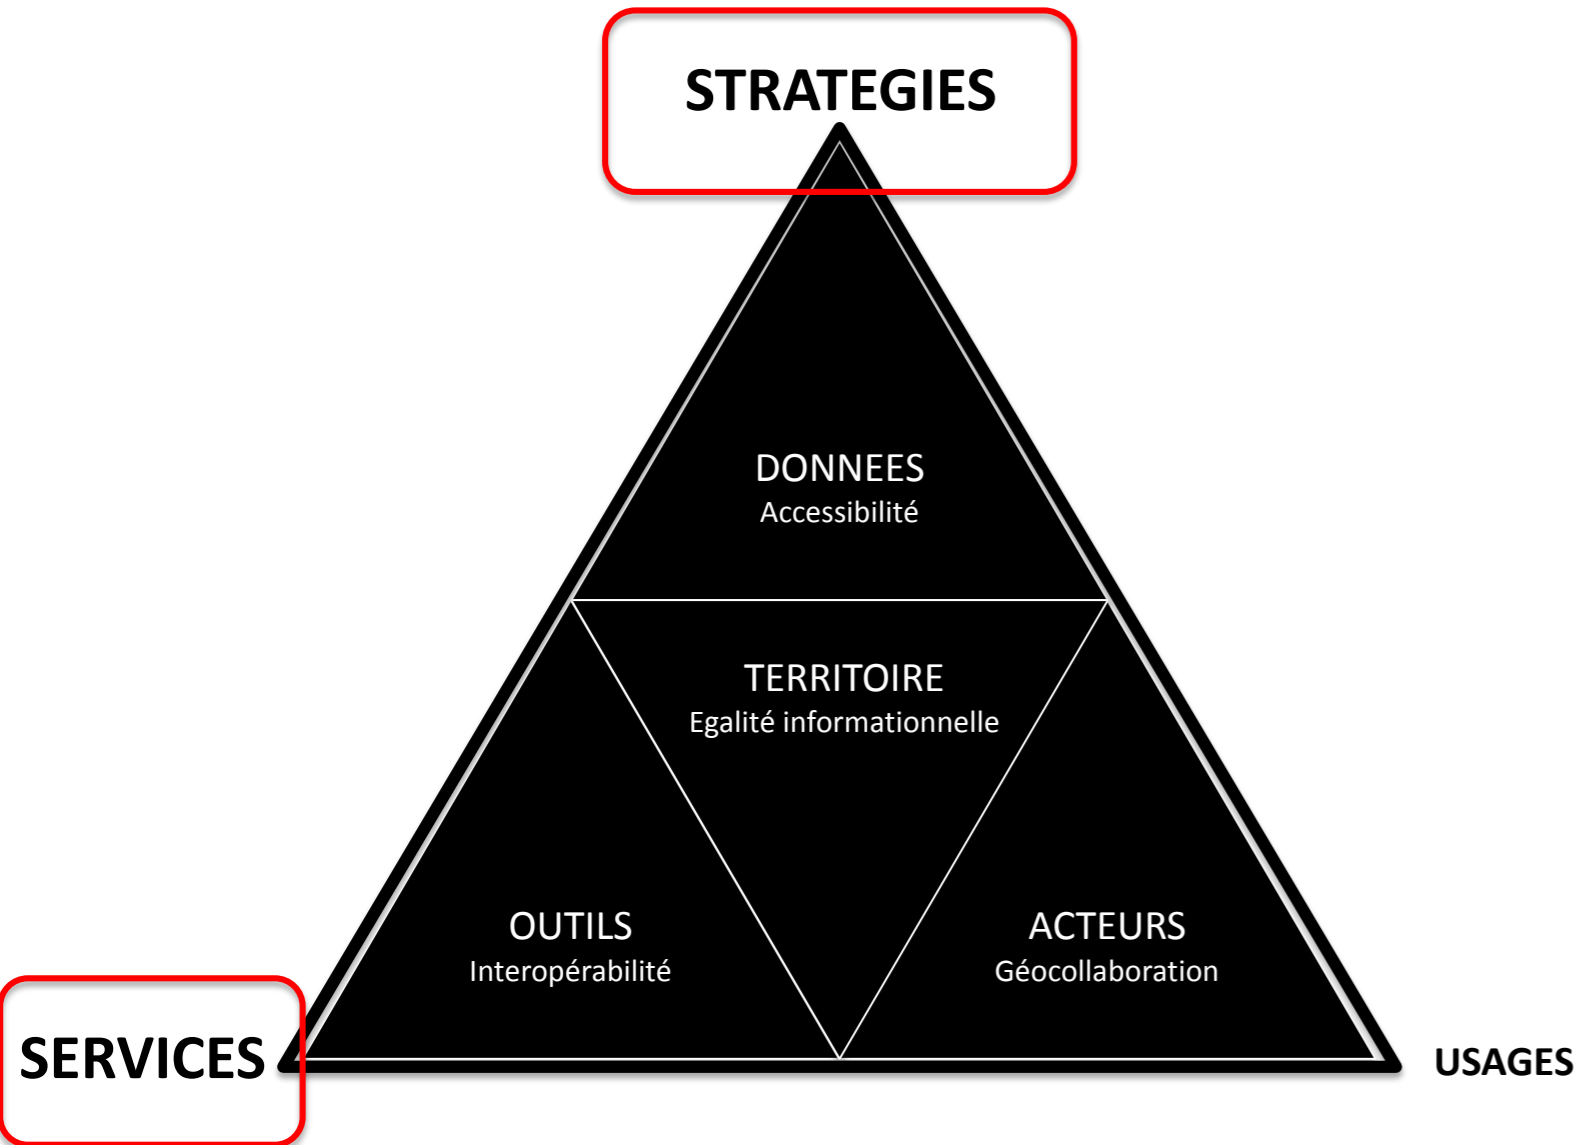 STRATEGIES
DONNEES
Accessibilité
TERRITOIRE
Egalité informationnelle
OUTILS
Interopérabilité
ACTEURS
Géocollaboration
SERVICES
USAGES